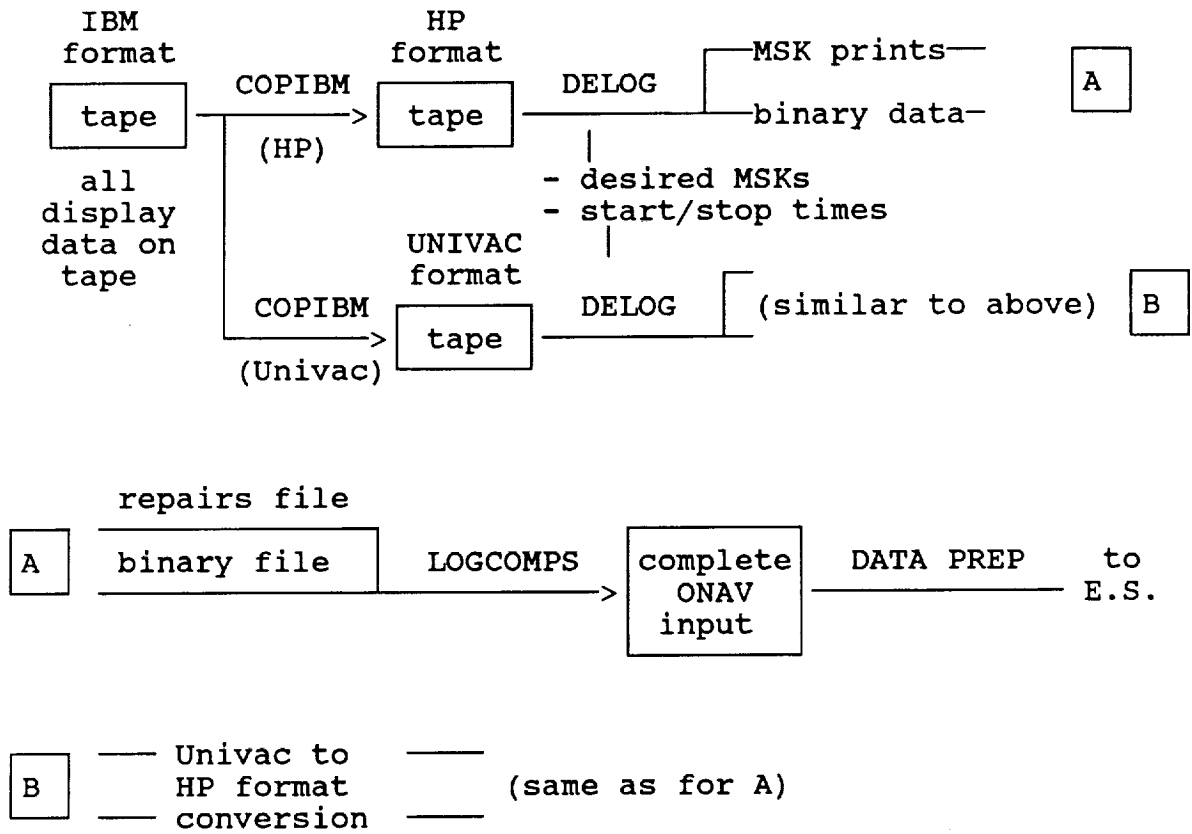 IBM
format
HP
format
COPIBM
DELOG
MSK prints
A
tape
tape
binary data
(HP)
all
display
data on
tape
- desired MSKs
- start/stop times
UNIVAC
format
COPIBM
DELOG
(similar to above)
B
tape
(Univac)
repairs file
A
binary file
LOGCOMPS
complete
ONAV
input
DATA PREP
to
E.S.
B
Univac to
HP format
conversion
(same as for A)